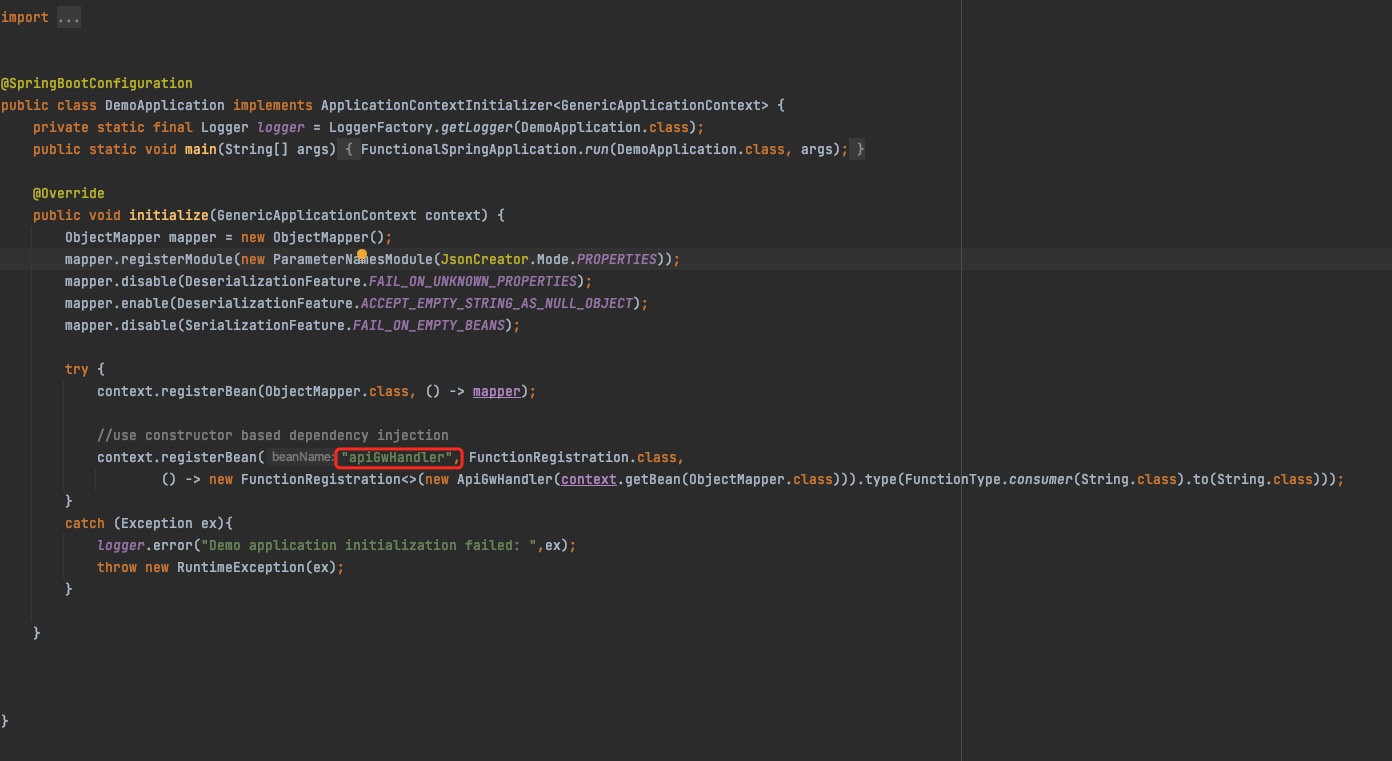 import ...
@SpringBootConfiguration
public class DemoApplication implements ApplicationContextInitializer<GenericApplicationContext> {
    private static final Logger logger = LoggerFactory.getLogger(DemoApplication.class);
    public static void main(String[] args) { FunctionalSpringApplication.run(DemoApplication.class, args); }
    @Override
    public void initialize(GenericApplicationContext context) {
        ObjectMapper mapper = new ObjectMapper();
        mapper.registerModule(new ParameterNamesModule(JsonCreator.Mode.PROPERTIES));
        mapper.disable(DeserializationFeature.FAIL_ON_UNKNOWN_PROPERTIES);
        mapper.enable(DeserializationFeature.ACCEPT_EMPTY_STRING_AS_NULL_OBJECT);
        mapper.disable(SerializationFeature.FAIL_ON_EMPTY_BEANS);
        try {
            context.registerBean(ObjectMapper.class, () -> mapper);
            //use constructor based dependency injection
            context.registerBean( beanName: "apiGwHandler", FunctionRegistration.class,
                    () -> new FunctionRegistration<>(new ApiGwHandler(context.getBean(ObjectMapper.class))).type(FunctionType.consumer(String.class).to(String.class)));
        }
        catch (Exception ex){
            logger.error("Demo application initialization failed: ",ex);
            throw new RuntimeException(ex);
        }
    }
}